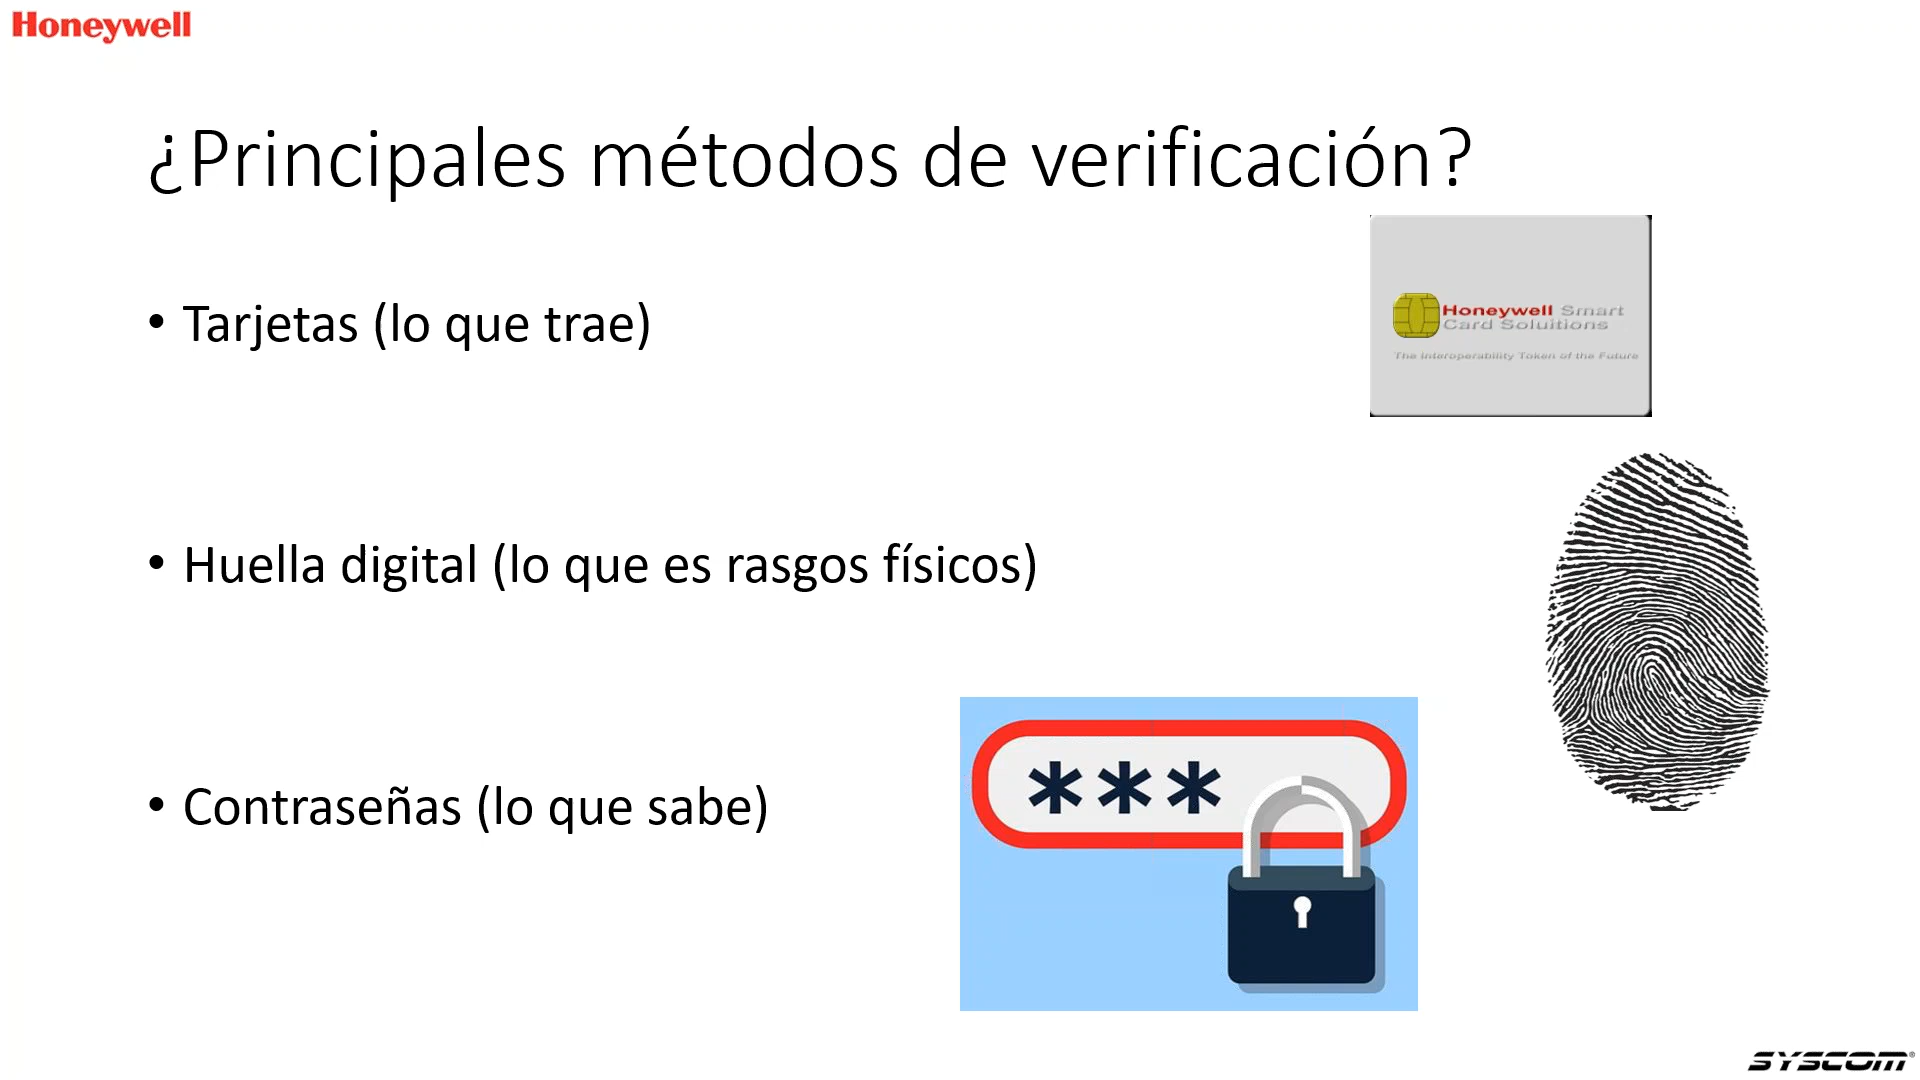 Honeywell
¿Principales métodos de verificación?
• Tarjetas (lo que trae)
Honeywell Smart
Card Soluitions
The Interoperability Token of the Future
• Huella digital (lo que es rasgos físicos)
• Contraseñas (lo que sabe)
***
SYSCOM®